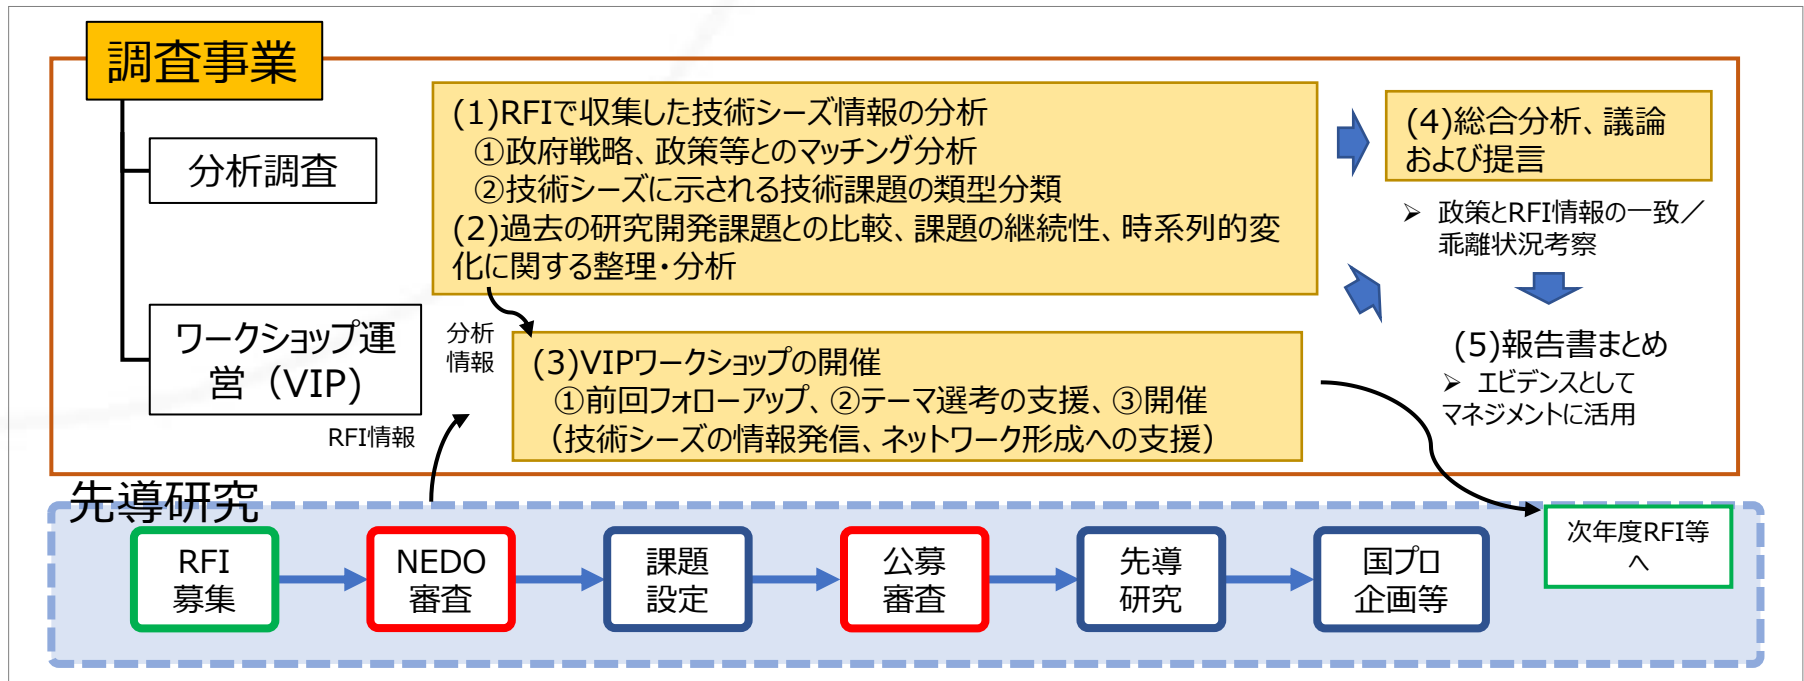 調査事業
分析調査
ワークショップ運
営（VIP)
(1)RFIで収集した技術シーズ情報の分析
①政府戦略、政策等とのマッチング分析
②技術シーズに示される技術課題の類型分類
(2)過去の研究開発課題との比較、課題の継続性、時系列的変
化に関する整理・分析
(4)総合分析、議論
および提言
➢ 政策とRFI情報の一致／
乖離状況考察
分析
情報
(3)VIPワークショップの開催
①前回フォローアップ、②テーマ選考の支援、③開催
（技術シーズの情報発信、ネットワーク形成への支援）
(5)報告書まとめ
➢ エビデンスとして
マネジメントに活用
RFI情報
先導研究
RFI
募集
NEDO
審査
課題
設定
公募
審査
先導
研究
国プロ
企画等
次年度RFI等
へ